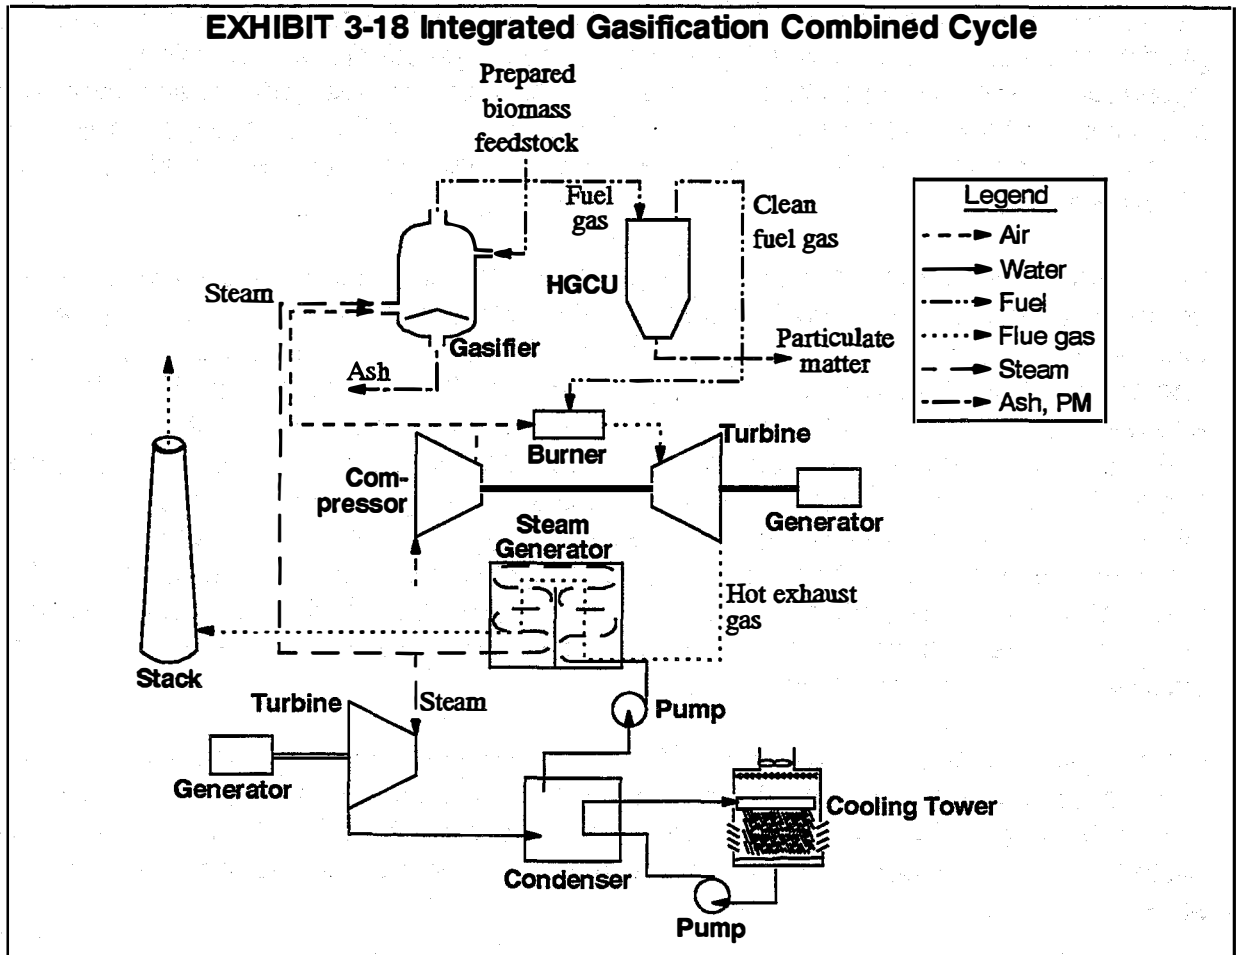 EXHIBIT 3-18 Integrated Gasification Combined Cycle
Prepared
biomass
feedstock
Fuel
gas
Clean
fuel gas
HGCU
Steam
Gasifier
Ash
Particulate
matter
Legend
Air
Water
Fuel
Flue gas
Steam
Ash, PM
Burner
Turbine
Com-
pressor
Generator
Steam
Generator
Hot exhaust
gas
Stack
Turbine
Steam
Pump
Generator
Cooling Tower
Condenser
Pump